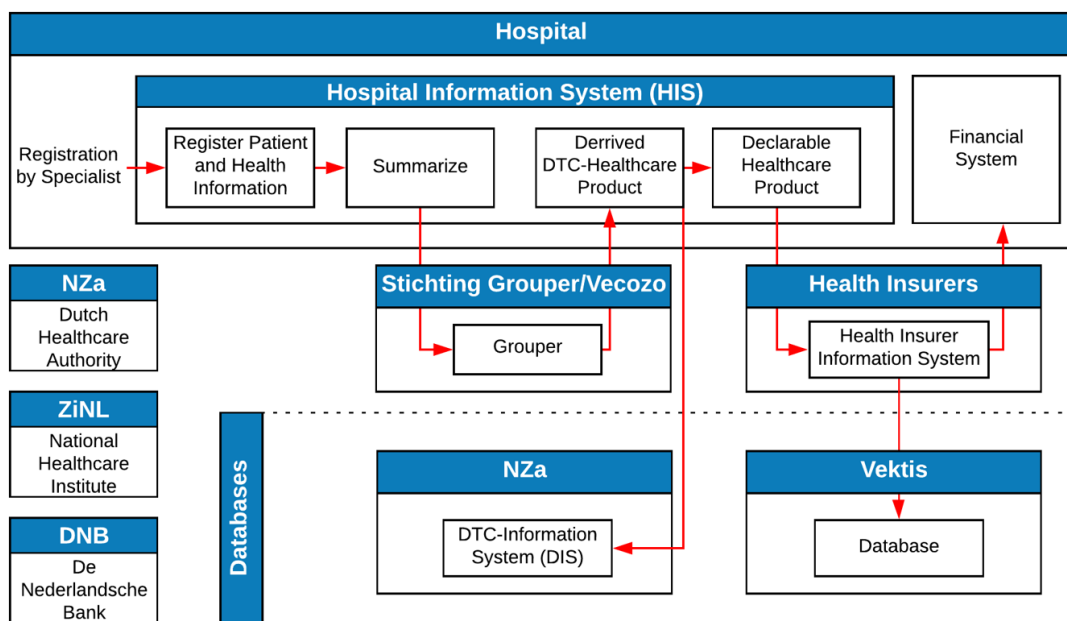 Hospital
Hospital Information System (HIS)
Registration
by Specialist
Register Patient
and Health
Information
Summarize
Derrived
DTC-Healthcare
Product
Declarable
Healthcare
Product
Financial
System
NZa
Dutch
Healthcare
Authority
Stichting Grouper/Vecozo
Grouper
Health Insurers
Health Insurer
Information System
ZiNL
National
Healthcare
Institute
Databases
NZa
DTC-Information
System (DIS)
Vektis
Database
DNB
De
Nederlandsche
Bank